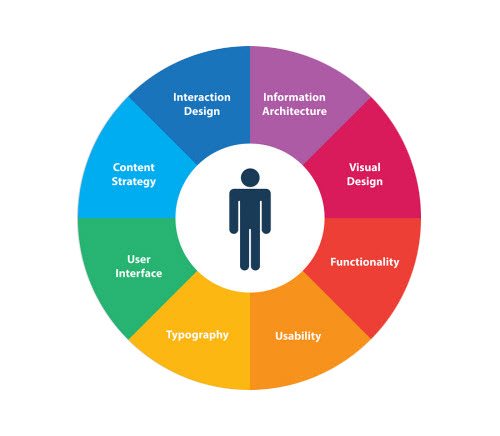 Interaction
Design
Information
Architecture
Visual
Design
Functionality
Usability
Typography
User
Interface
Content
Strategy